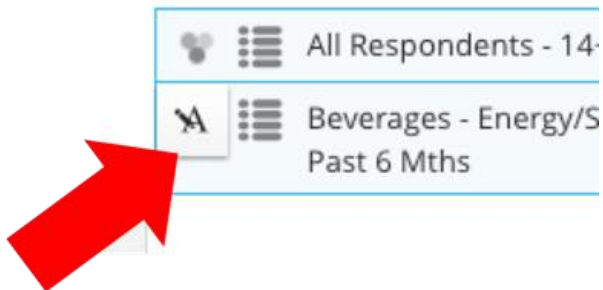 All Respondents - 14
Beverages - Energy/S
Past 6 Mths